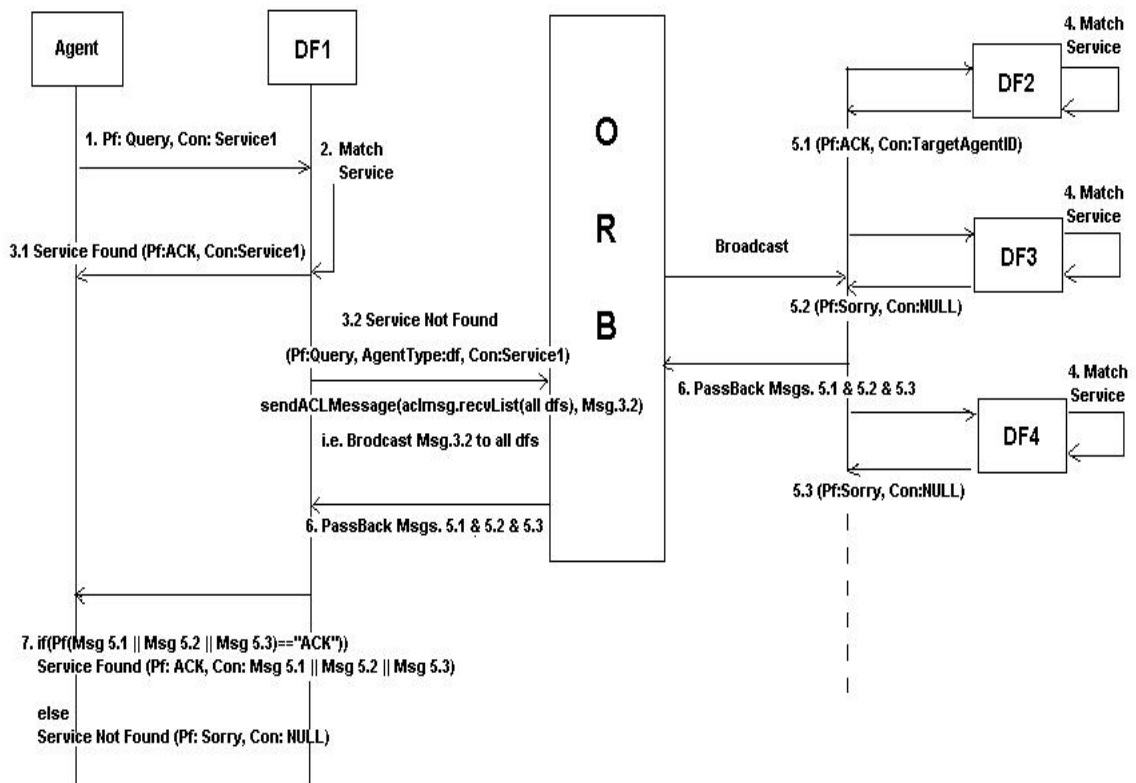 Agent
DF1
O
R
B
DF2
4. Match
Service
1. Pf: Query, Con: Service1
2. Match
Service
5.1 (Pf:ACK, Con:TargetAgentID)
3.1 Service Found (Pf:ACK, Con:Service1)
Broadcast
DF3
4. Match
Service
5.2 (Pf:Sorry, Con:NULL)
3.2 Service Not Found
(Pf:Query, AgentType:df, Con:Service1)
sendACLMessage(aclmsg.recvList(all dfs), Msg.3.2)
i.e. Brodcast Msg.3.2 to all dfs
6. PassBack Msgs. 5.1 & 5.2 & 5.3
DF4
4. Match
Service
5.3 (Pf:Sorry, Con:NULL)
6. PassBack Msgs. 5.1 & 5.2 & 5.3
7. if(Pf(Msg 5.1 || Msg 5.2 || Msg 5.3)=="ACK"))
Service Found (Pf: ACK, Con: Msg 5.1 || Msg 5.2 || Msg 5.3)
else
Service Not Found (Pf: Sorry, Con: NULL)